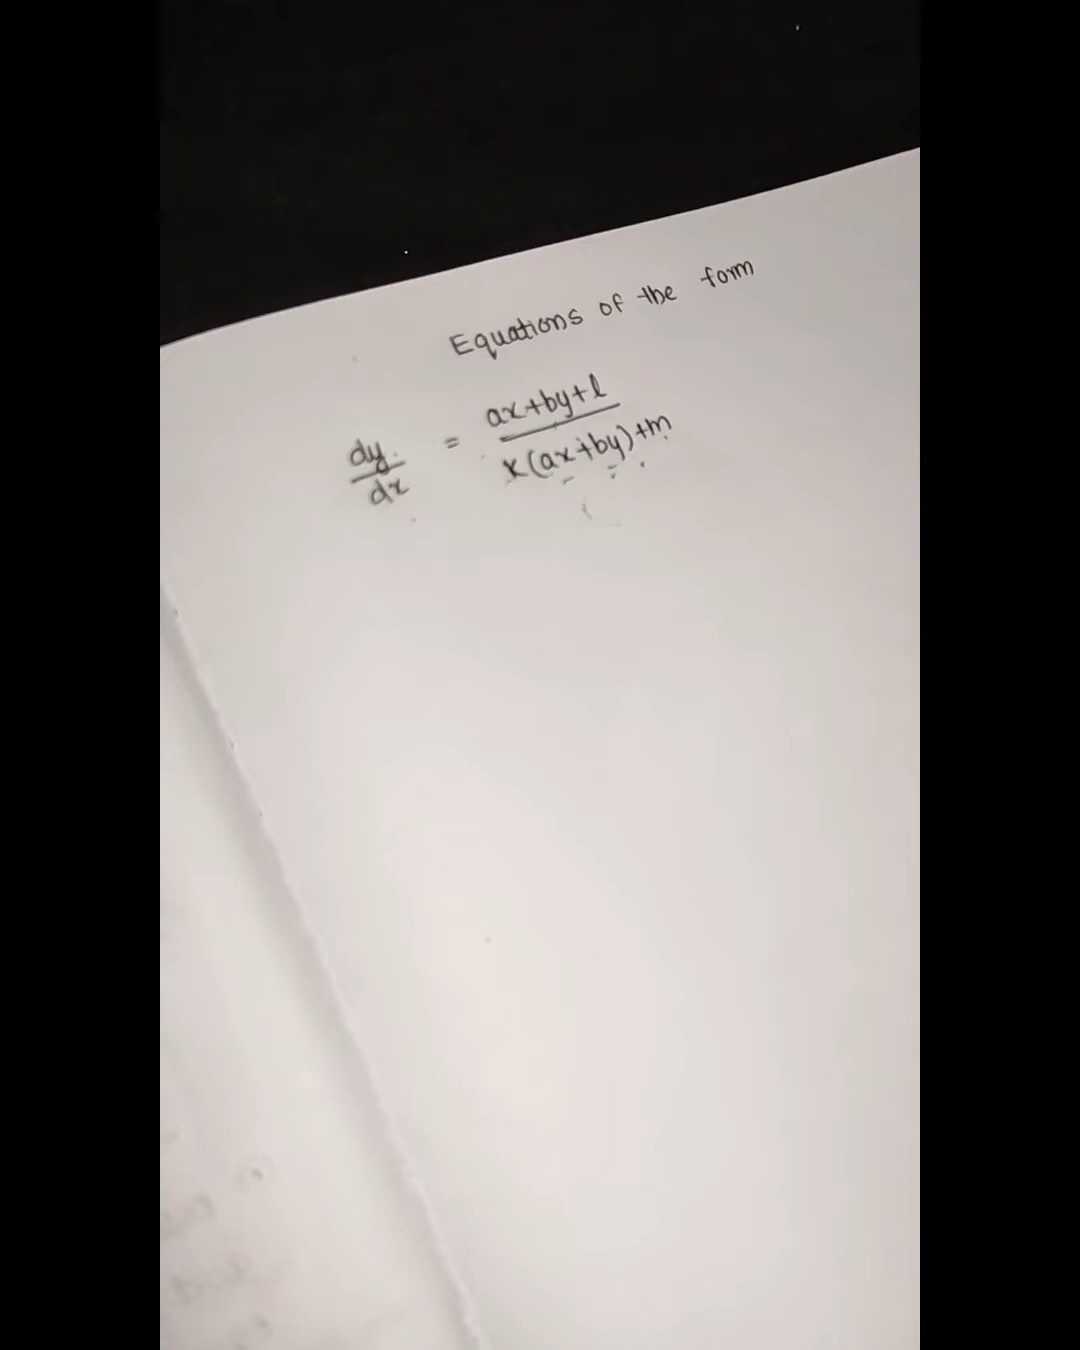 Equations of the form
dy/dx = ax+by+l / k(ax+by)+m